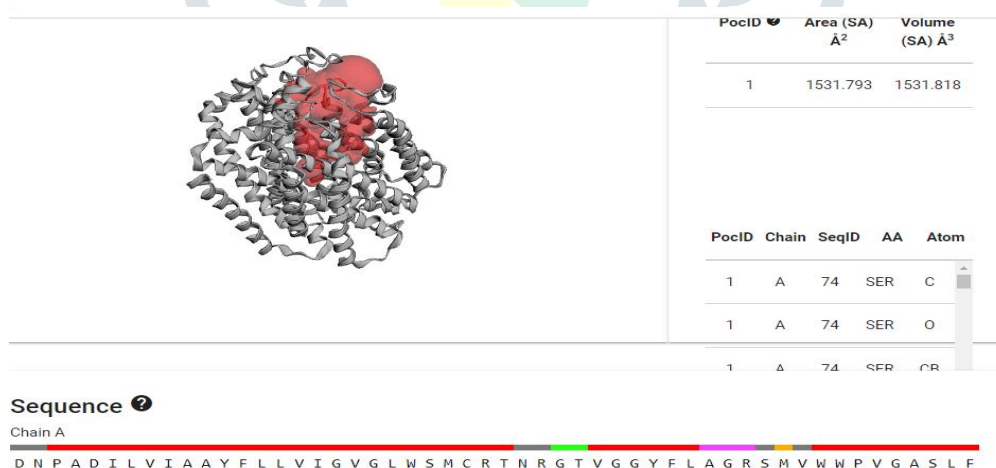 PocID Area (SA) Å² Volume (SA) Å³
1 1531.793 1531.818
PocID Chain SeqID AA Atom
1 A 74 SER C
1 A 74 SER O
1 A 74 SER CB
Sequence
Chain A
D N P A D I L V I A A Y F L L V I G V G L W S M C R T N R G T V G G Y F L A G R S M V W W P V G A S L F